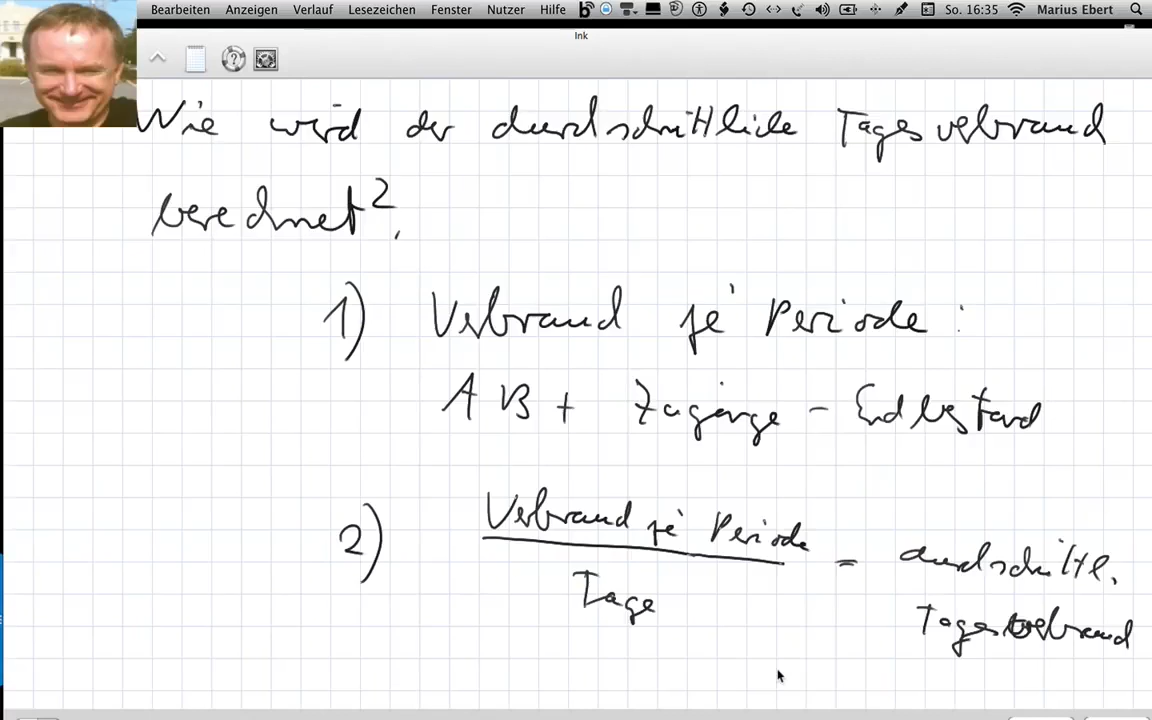 Bearbeiten Anzeigen Verlauf Lesezeichen Fenster Nutzer Hilfe So. 16:35 Marius Ebert
Ink
Wie wird der durchschnittliche Tagesverbrauch
berechnet?
1) Verbrauch je Periode:
AB + Zugänge - Endbestand
2) Verbrauch je Periode
Tage
= durchschnittl.
Tagesverbrauch